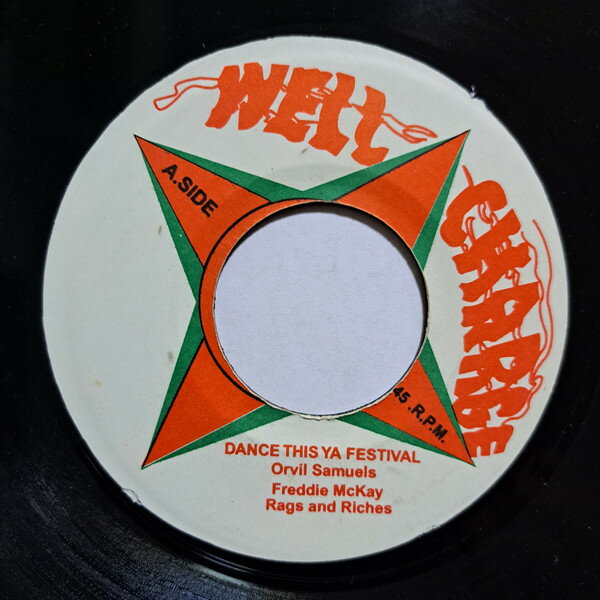 WELL
CHARGE
A.SIDE
45 .R.P.M.
DANCE THIS YA FESTIVAL
Orvil Samuels
Freddie McKay
Rags and Riches